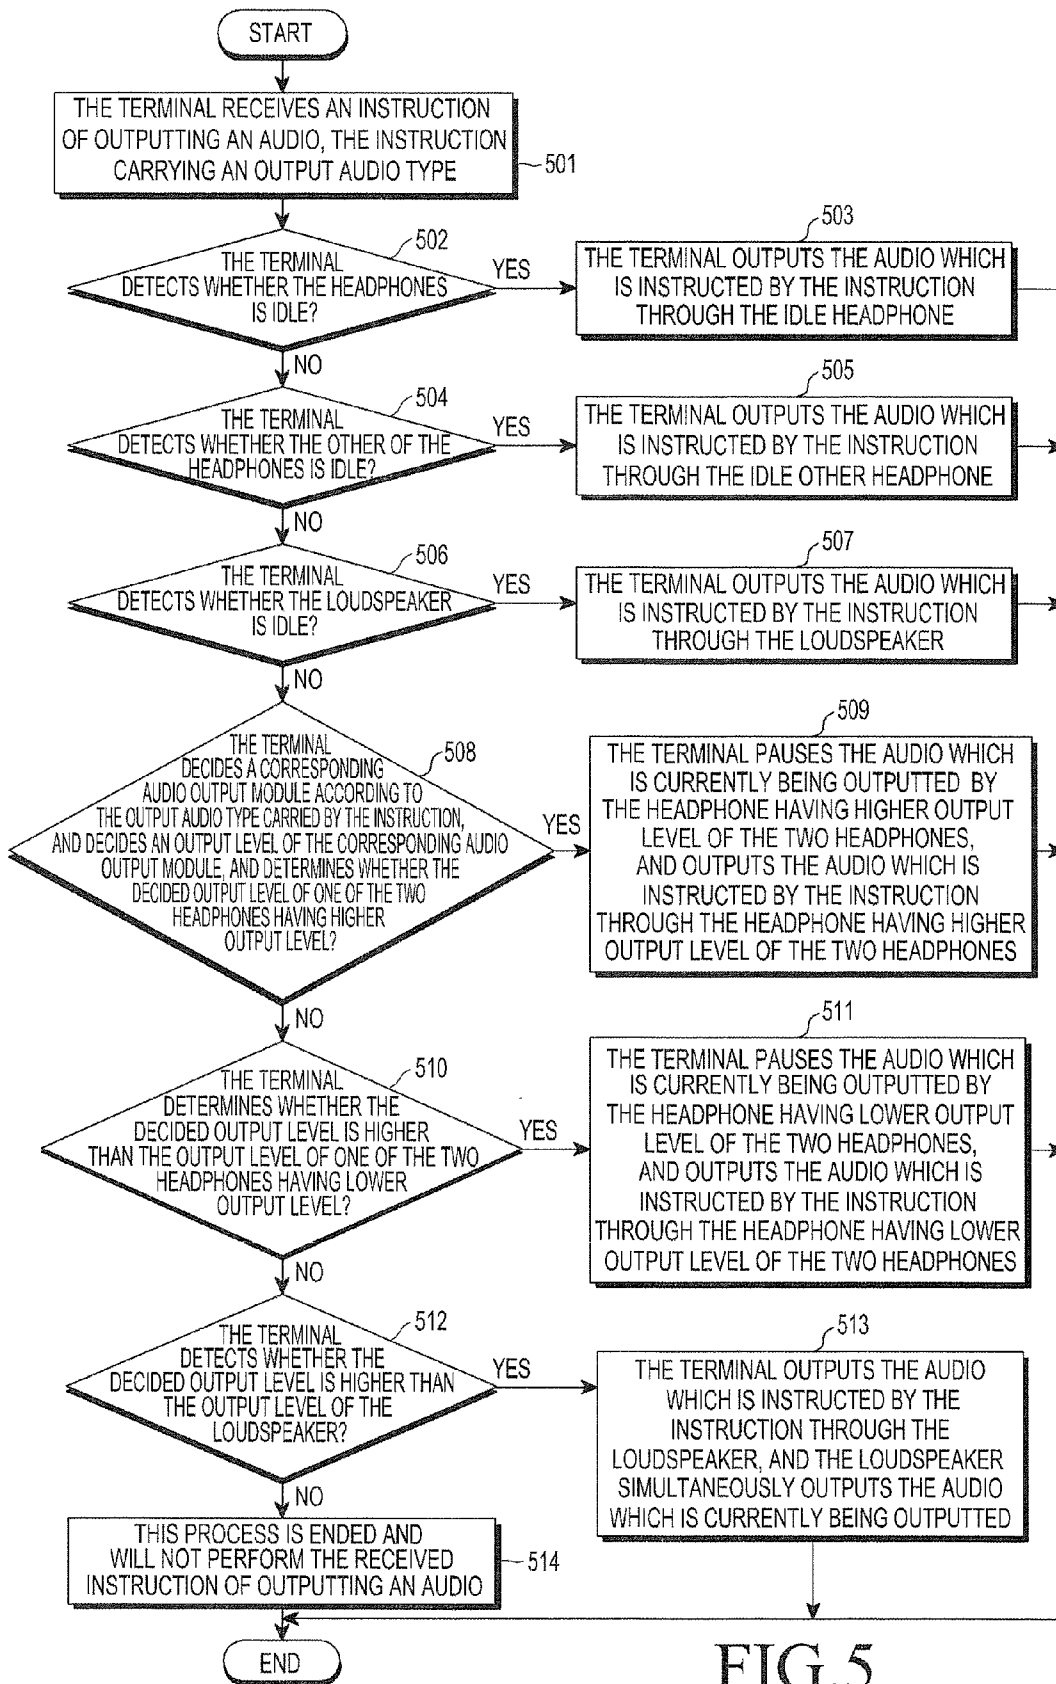 START
THE TERMINAL RECEIVES AN INSTRUCTION
OF OUTPUTTING AN AUDIO, THE INSTRUCTION
CARRYING AN OUTPUT AUDIO TYPE
501
502
THE TERMINAL
DETECTS WHETHER THE HEADPHONES
IS IDLE?
YES
NO
503
THE TERMINAL OUTPUTS THE AUDIO WHICH
IS INSTRUCTED BY THE INSTRUCTION
THROUGH THE IDLE HEADPHONE
504
THE TERMINAL
DETECTS WHETHER THE OTHER OF THE
HEADPHONES IS IDLE?
YES
NO
505
THE TERMINAL OUTPUTS THE AUDIO WHICH
IS INSTRUCTED BY THE INSTRUCTION
THROUGH THE IDLE OTHER HEADPHONE
506
THE TERMINAL
DETECTS WHETHER THE LOUDSPEAKER
IS IDLE?
YES
NO
507
THE TERMINAL OUTPUTS THE AUDIO WHICH
IS INSTRUCTED BY THE INSTRUCTION
THROUGH THE LOUDSPEAKER
508
THE TERMINAL
DECIDES A CORRESPONDING
AUDIO OUTPUT MODULE ACCORDING TO
THE OUTPUT AUDIO TYPE CARRIED BY THE INSTRUCTION,
AND DECIDES AN OUTPUT LEVEL OF THE CORRESPONDING AUDIO
OUTPUT MODULE, AND DETERMINES WHETHER THE
DECIDED OUTPUT LEVEL OF ONE OF THE TWO
HEADPHONES HAVING HIGHER
OUTPUT LEVEL?
YES
NO
509
THE TERMINAL PAUSES THE AUDIO WHICH
IS CURRENTLY BEING OUTPUTTED BY
THE HEADPHONE HAVING HIGHER OUTPUT
LEVEL OF THE TWO HEADPHONES,
AND OUTPUTS THE AUDIO WHICH IS
INSTRUCTED BY THE INSTRUCTION
THROUGH THE HEADPHONE HAVING HIGHER
OUTPUT LEVEL OF THE TWO HEADPHONES
510
THE TERMINAL
DETERMINES WHETHER THE
DECIDED OUTPUT LEVEL IS HIGHER
THAN THE OUTPUT LEVEL OF ONE OF THE TWO
HEADPHONES HAVING LOWER
OUTPUT LEVEL?
YES
NO
511
THE TERMINAL PAUSES THE AUDIO WHICH
IS CURRENTLY BEING OUTPUTTED BY
THE HEADPHONE HAVING LOWER OUTPUT
LEVEL OF THE TWO HEADPHONES,
AND OUTPUTS THE AUDIO WHICH IS
INSTRUCTED BY THE INSTRUCTION
THROUGH THE HEADPHONE HAVING LOWER
OUTPUT LEVEL OF THE TWO HEADPHONES
512
THE TERMINAL
DETECTS WHETHER THE
DECIDED OUTPUT LEVEL IS HIGHER THAN
THE OUTPUT LEVEL OF THE
LOUDSPEAKER?
YES
NO
513
THE TERMINAL OUTPUTS THE AUDIO
WHICH IS INSTRUCTED BY THE
INSTRUCTION THROUGH THE
LOUDSPEAKER, AND THE LOUDSPEAKER
SIMULTANEOUSLY OUTPUTS THE AUDIO
WHICH IS CURRENTLY BEING OUTPUTTED
THIS PROCESS IS ENDED AND
WILL NOT PERFORM THE RECEIVED
INSTRUCTION OF OUTPUTTING AN AUDIO
514
END
FIG.5